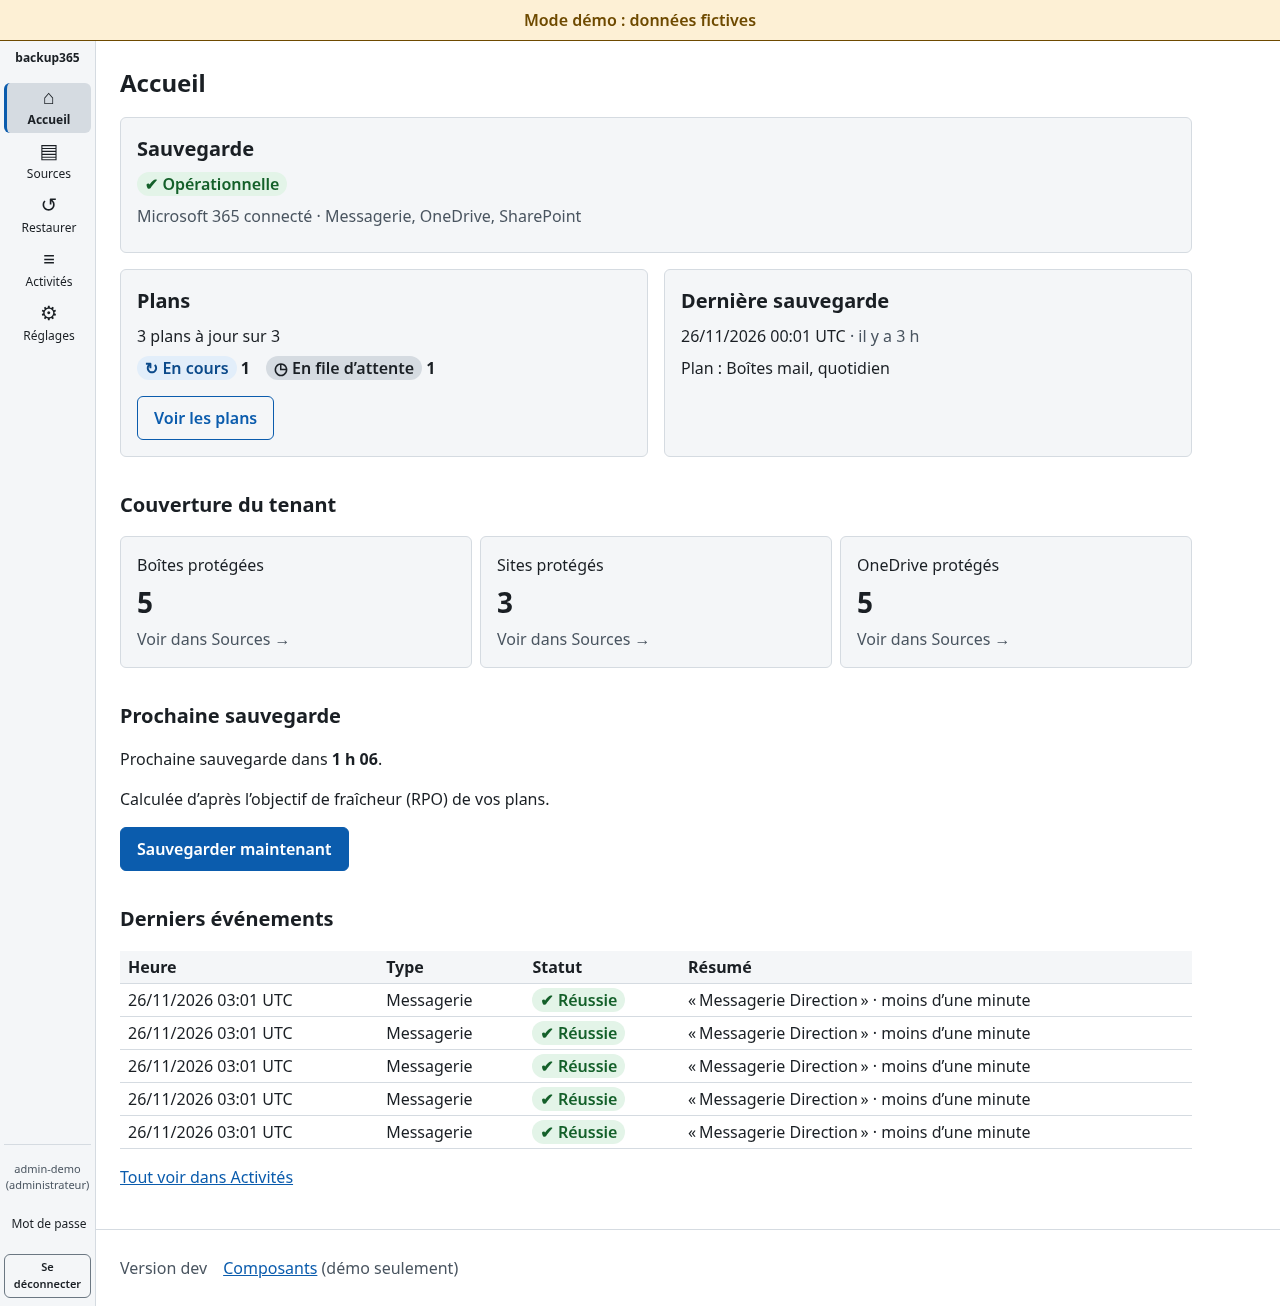 Mode démo : données fictives
backup365
Accueil
Sources
Restaurer
Activités
Réglages
admin-demo
(administrateur)
Mot de passe
Se
déconnecter
Accueil
Sauvegarde
✔ Opérationnelle
Microsoft 365 connecté · Messagerie, OneDrive, SharePoint
Plans
3 plans à jour sur 3
↻ En cours 1 ◷ En file d’attente 1
Voir les plans
Dernière sauvegarde
26/11/2026 00:01 UTC · il y a 3 h
Plan : Boîtes mail, quotidien
Couverture du tenant
Boîtes protégées
5
Voir dans Sources →
Sites protégés
3
Voir dans Sources →
OneDrive protégés
5
Voir dans Sources →
Prochaine sauvegarde
Prochaine sauvegarde dans 1 h 06.
Calculée d’après l’objectif de fraîcheur (RPO) de vos plans.
Sauvegarder maintenant
Derniers événements
Heure Type Statut Résumé
26/11/2026 03:01 UTC Messagerie ✔ Réussie « Messagerie Direction » · moins d’une minute
26/11/2026 03:01 UTC Messagerie ✔ Réussie « Messagerie Direction » · moins d’une minute
26/11/2026 03:01 UTC Messagerie ✔ Réussie « Messagerie Direction » · moins d’une minute
26/11/2026 03:01 UTC Messagerie ✔ Réussie « Messagerie Direction » · moins d’une minute
26/11/2026 03:01 UTC Messagerie ✔ Réussie « Messagerie Direction » · moins d’une minute
Tout voir dans Activités
Version dev Composants (démo seulement)